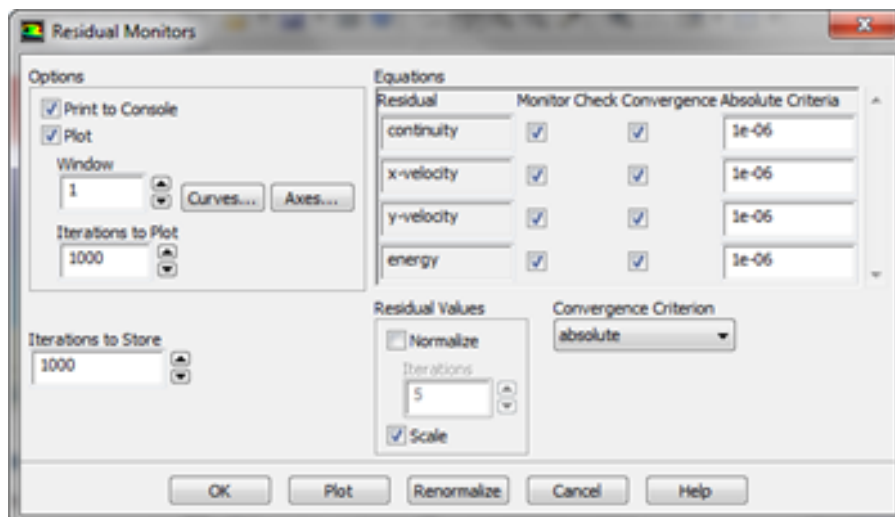 Residual Monitors
Options
Print to Console
Plot
Window
1
Curves... Axes...
Iterations to Plot
1000
Iterations to Store
1000
Equations
Residual Monitor Check Convergence Absolute Criteria
continuity 1e-06
x-velocity 1e-06
y-velocity 1e-06
energy 1e-06
Residual Values
Normalize
Iterations
5
Scale
Convergence Criterion
absolute
OK Plot Renormalize Cancel Help